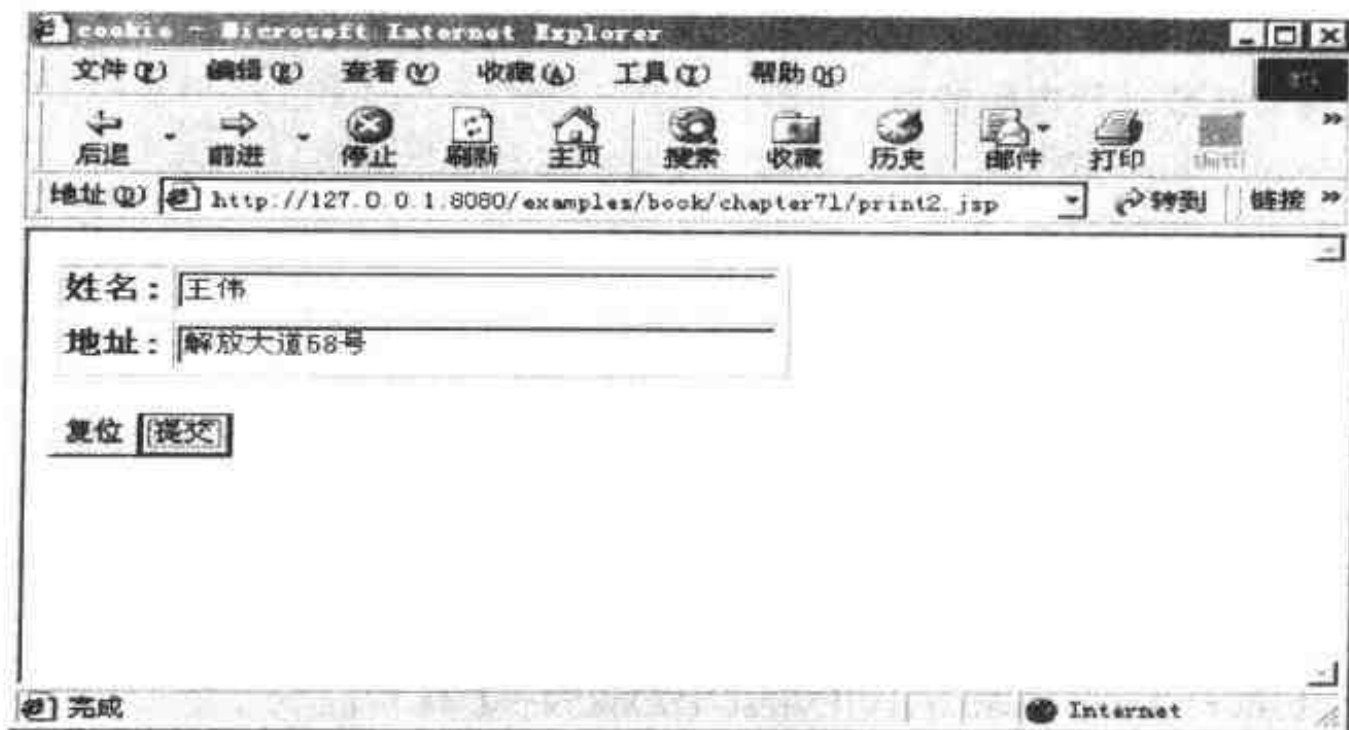 cookie - Microsoft Internet Explorer
文件(F) 编辑(E) 查看(V) 收藏(A) 工具(T) 帮助(H)
后退 前进 停止 刷新 主页 搜索 收藏 历史 邮件 打印
地址(D) http://127.0.0.1:8080/examples/book/chapter71/print2.jsp 转到 链接 »
姓名: 王伟
地址: 解放大道58号
复位 提交
完成 Internet